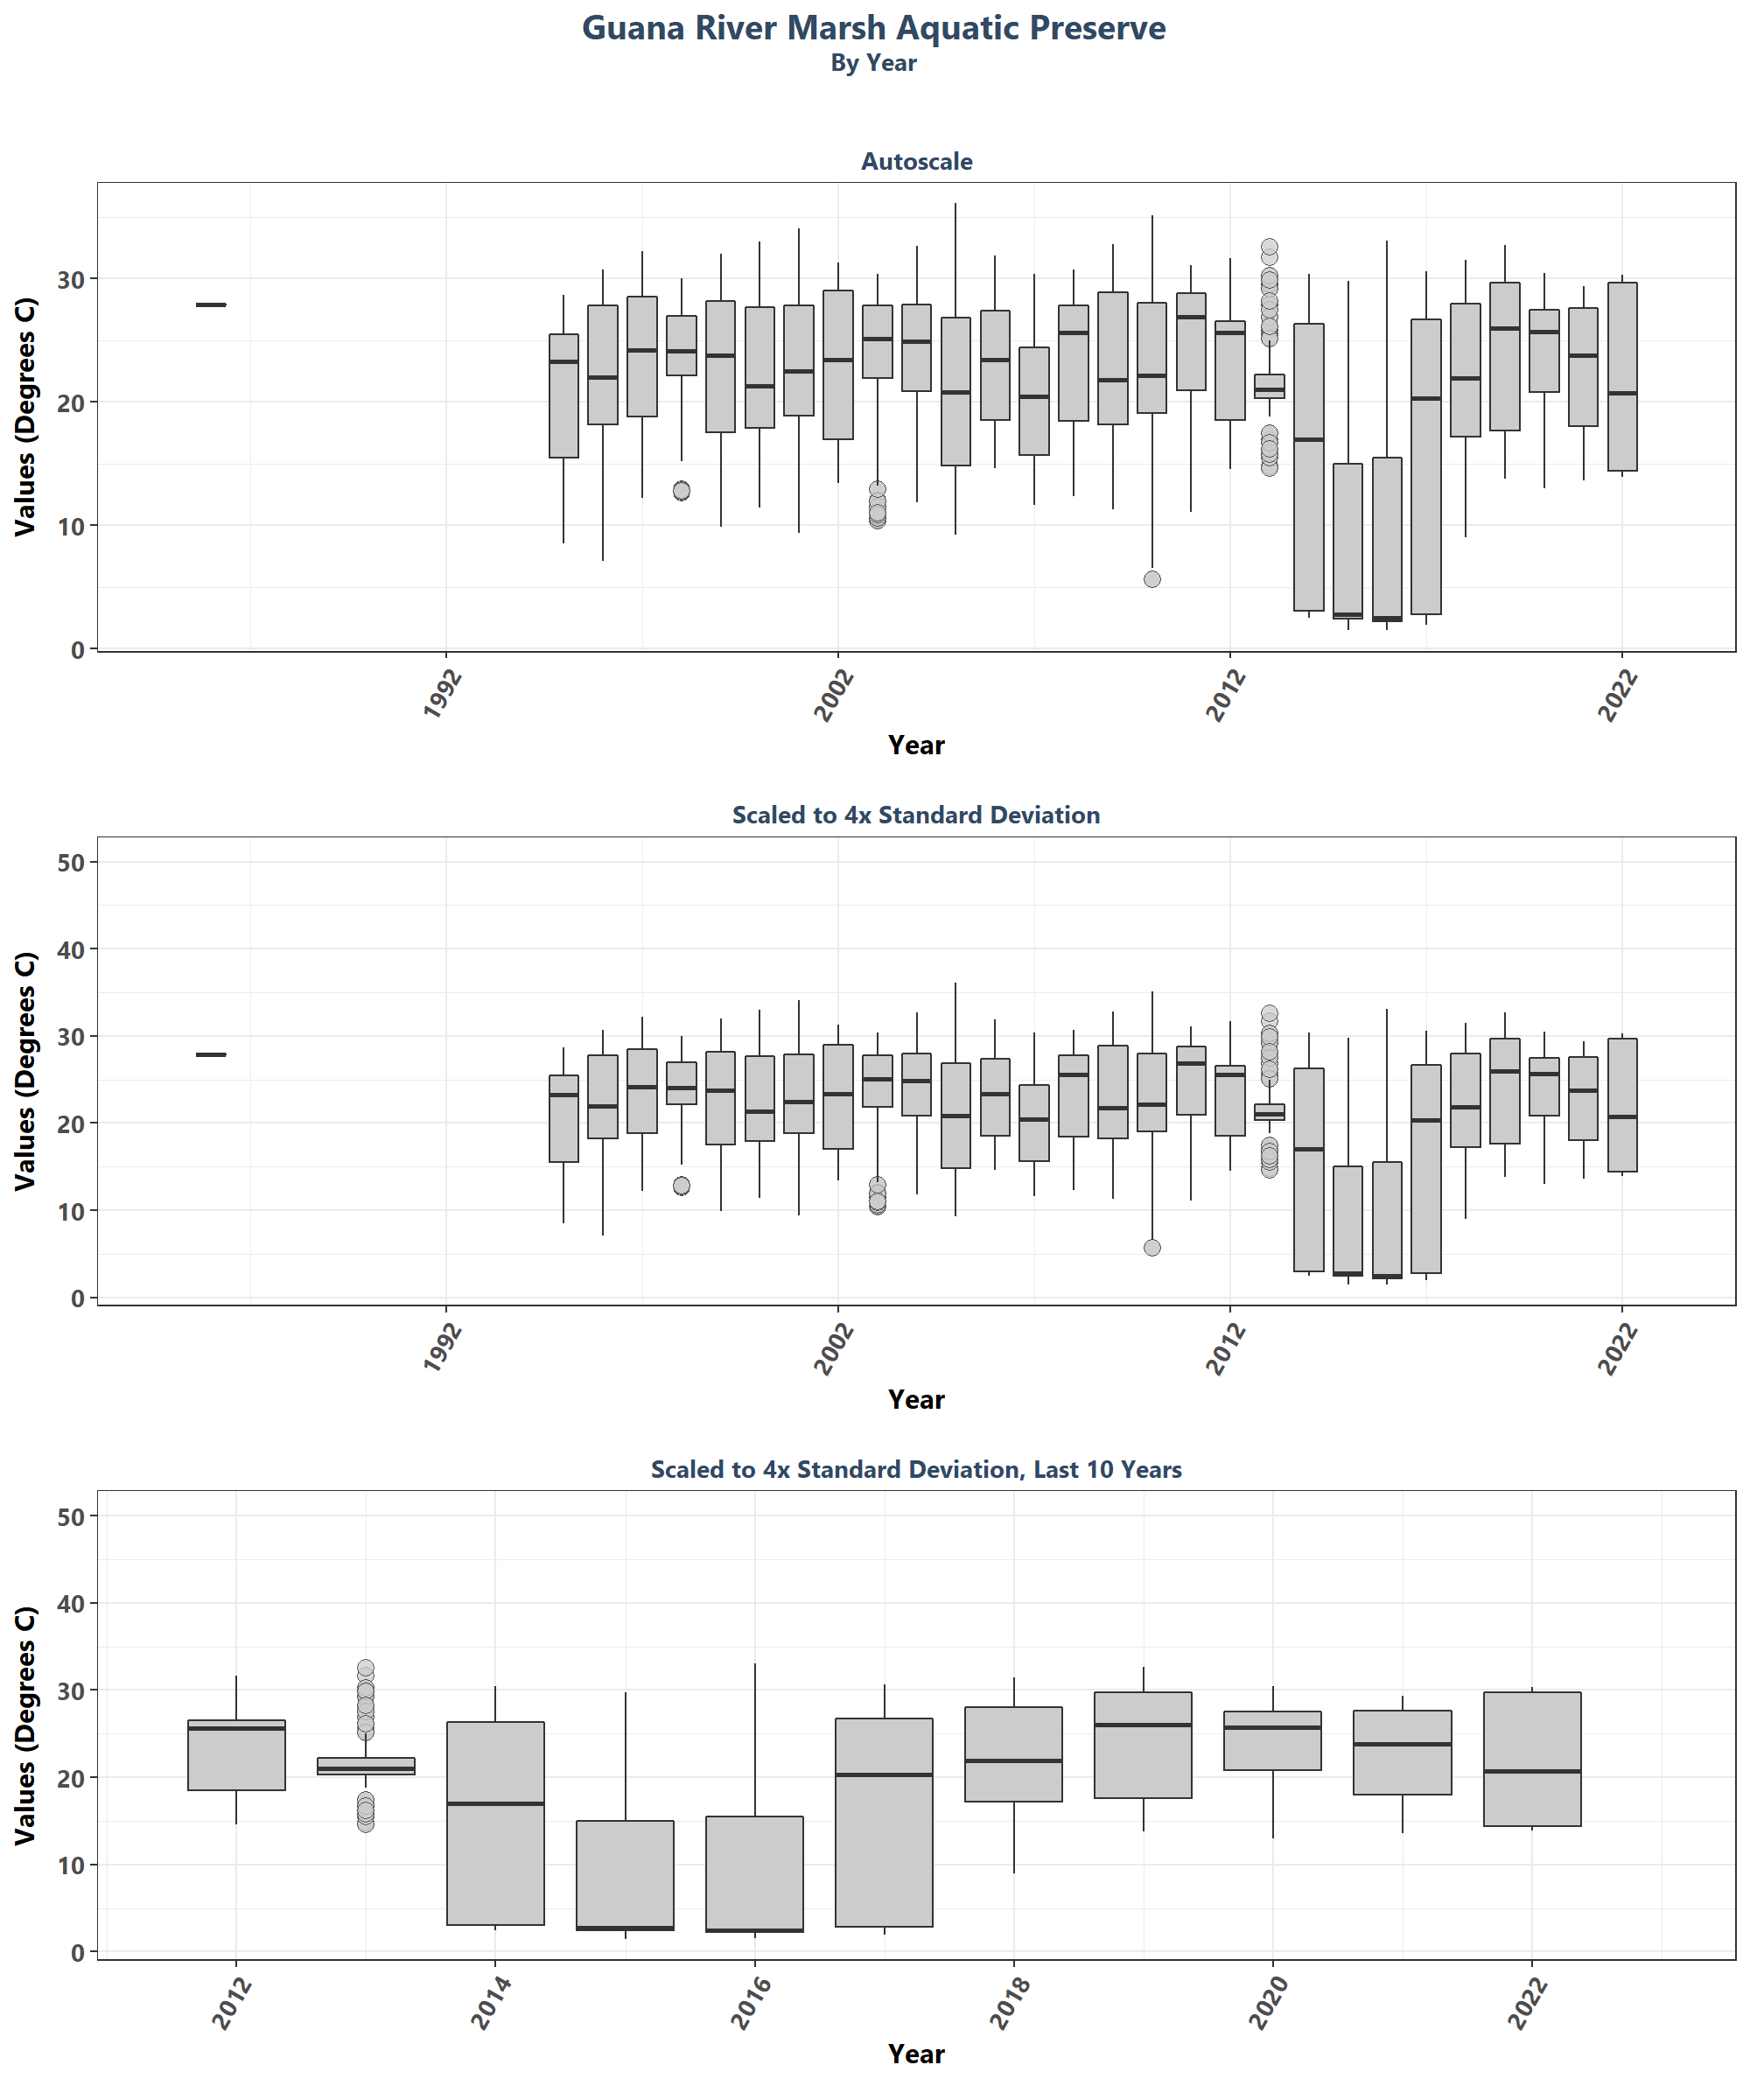 Guana River Marsh Aquatic Preserve
By Year
Autoscale
Values (Degrees C)
30
20
10
0
1992
2002
2012
2022
Year
Scaled to 4x Standard Deviation
Values (Degrees C)
50
40
30
20
10
0
1992
2002
2012
2022
Year
Scaled to 4x Standard Deviation, Last 10 Years
Values (Degrees C)
50
40
30
20
10
0
2012
2014
2016
2018
2020
2022
Year